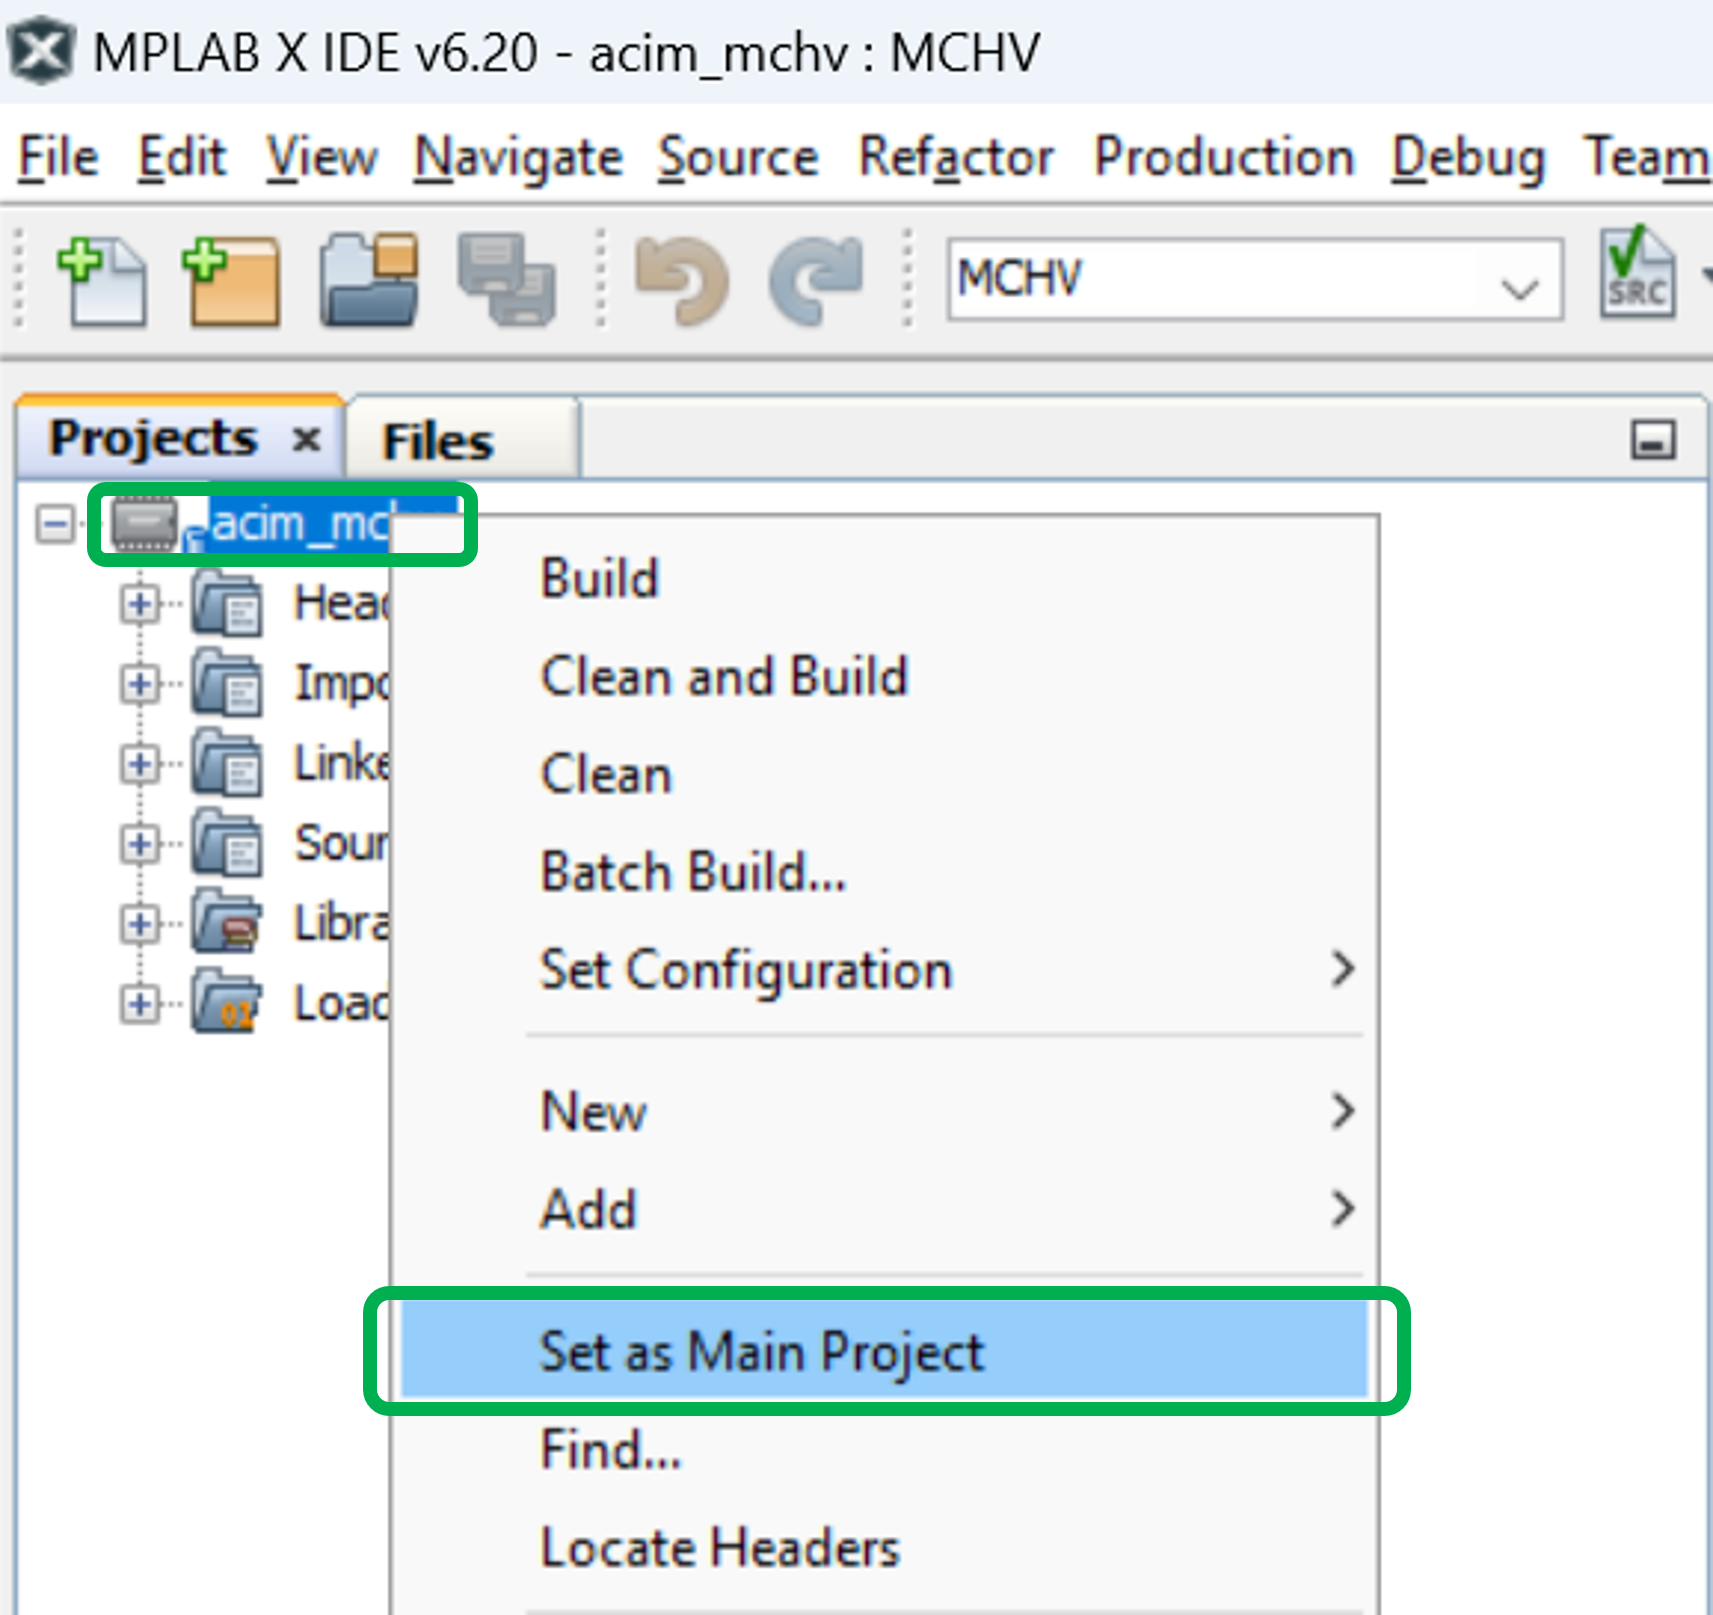 MPLAB X IDE v6.20 - acim_mchv : MCHV
File Edit View Navigate Source Refactor Production Debug Team
MCHV
SRC
Projects × Files
acim_mc
Head
Impo
Linke
Sour
Libra
Load
Build
Clean and Build
Clean
Batch Build...
Set Configuration
New
Add
Set as Main Project
Find...
Locate Headers